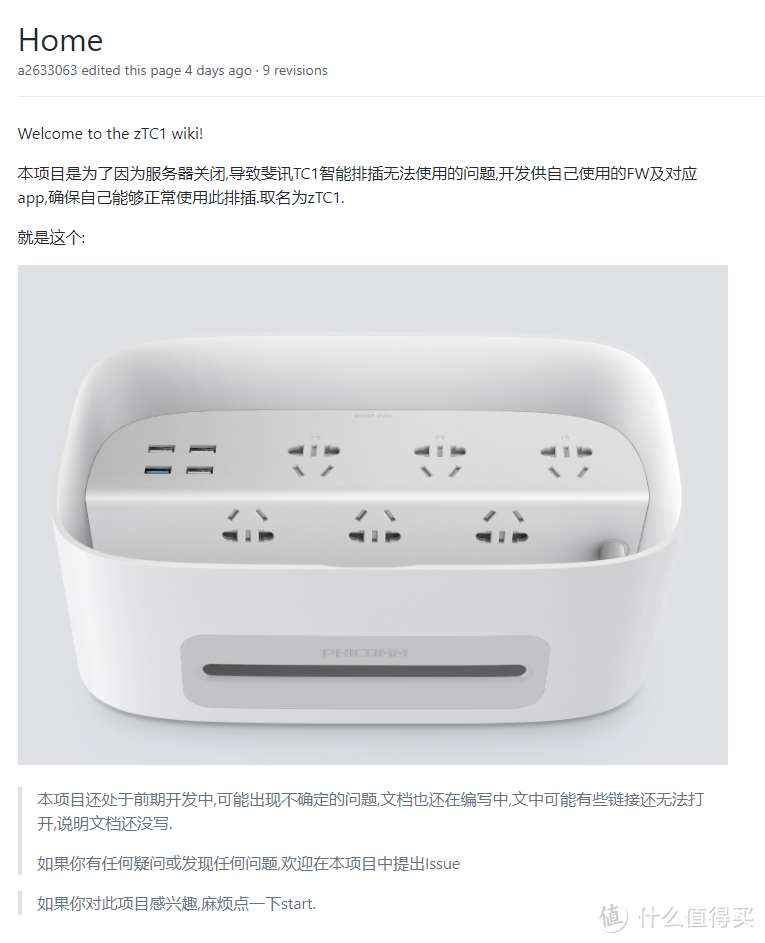 Home
a2633063 edited this page 4 days ago · 9 revisions
Welcome to the zTC1 wiki!
本项目是为了因为服务器关闭,导致斐讯TC1智能排插无法使用的问题,开发供自己使用的FW及对应
app,确保自己能够正常使用此排插.取名为zTC1.
就是这个:
PHICOMM
本项目还处于前期开发中,可能出现不确定的问题,文档也还在编写中,文中可能有些链接还无法打
开,说明文档还没写.
如果你有任何疑问或发现任何问题,欢迎在本项目中提出Issue
如果你对此项目感兴趣,麻烦点一下start.
值 什么值得买